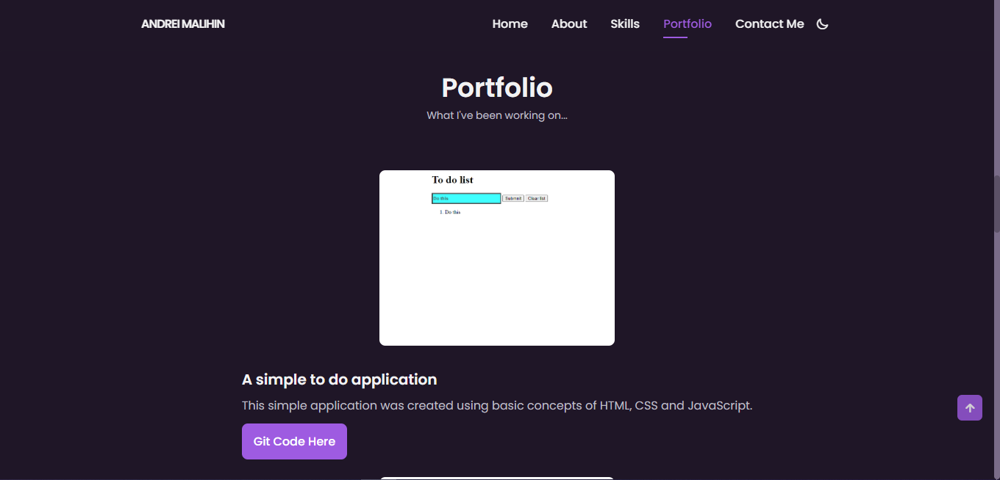 ANDREI MALIHIN
Home About Skills Portfolio Contact Me
Portfolio
What I've been working on...
To do list
Do this Submit Clear list
1. Do this
A simple to do application
This simple application was created using basic concepts of HTML, CSS and JavaScript.
Git Code Here